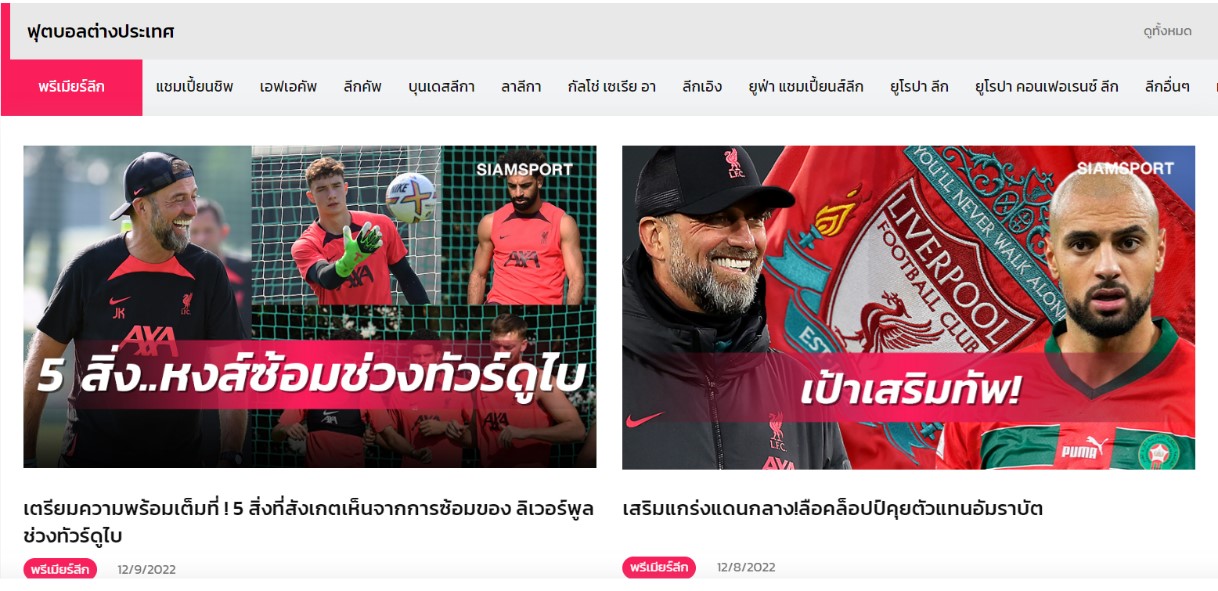 ฟุตบอลต่างประเทศ
ดูทั้งหมด
พรีเมียร์ลีก แชมเปี้ยนชิพ เอฟเอคัพ ลีกคัพ บุนเดสลีกา ลาลีกา กัลโช่ เซเรีย อา ลีกเอิง ยูฟ่า แชมเปี้ยนส์ลีก ยูโรปา ลีก ยูโรปา คอนเฟอเรนซ์ ลีก ลีกอื่นๆ
SIAMSPORT
NIKE
AXA
AXA
JK
L.F.C.
AXA
5 สิ่ง..หงส์ซ้อมช่วงทัวร์ดูไบ
AXA
AXA
เตรียมความพร้อมเต็มที่ ! 5 สิ่งที่สังเกตเห็นจากการซ้อมของ ลิเวอร์พูล
ช่วงทัวร์ดูไบ
พรีเมียร์ลีก 12/9/2022
SIAMSPORT
L.F.C.
YOU'LL NEVER WALK ALONE
LIVERPOOL
FOOTBALL CLUB
EST
เป้าเสริมทัพ!
L.F.C.
AXA
PUMA
เสริมแกร่งแดนกลาง!ลือคล็อปป์คุยตัวแทนอัมราบัต
พรีเมียร์ลีก 12/8/2022